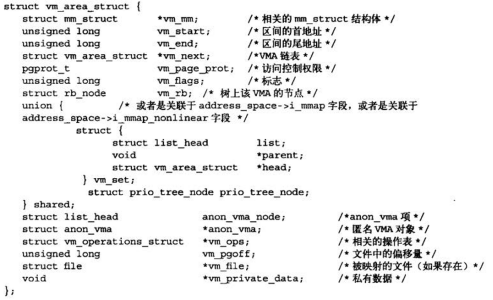 struct vm_area_struct {
struct mm_struct *vm_mm; /* 相关的 mm_struct 结构体 */
unsigned long vm_start; /* 区间的首地址 */
unsigned long vm_end; /* 区间的尾地址 */
struct vm_area_struct *vm_next; /*VMA 链表 */
pgprot_t vm_page_prot; /* 访问控制权限 */
unsigned long vm_flags; /* 标志 */
struct rb_node vm_rb; /* 树上该 VMA 的节点 */
union { /* 或者是关联于 address_space->i_mmap 字段，或者是关联于
address_space->i_mmap_nonlinear 字段 */
struct {
struct list_head list;
void *parent;
struct vm_area_struct *head;
} vm_set;
struct prio_tree_node prio_tree_node;
} shared;
struct list_head anon_vma_node; /*anon_vma 项 */
struct anon_vma *anon_vma; /* 匿名 VMA 对象 */
struct vm_operations_struct *vm_ops; /* 相关的操作表 */
unsigned long vm_pgoff; /* 文件中的偏移量 */
struct file *vm_file; /* 被映射的文件（如果存在）*/
void *vm_private_data; /* 私有数据 */
};